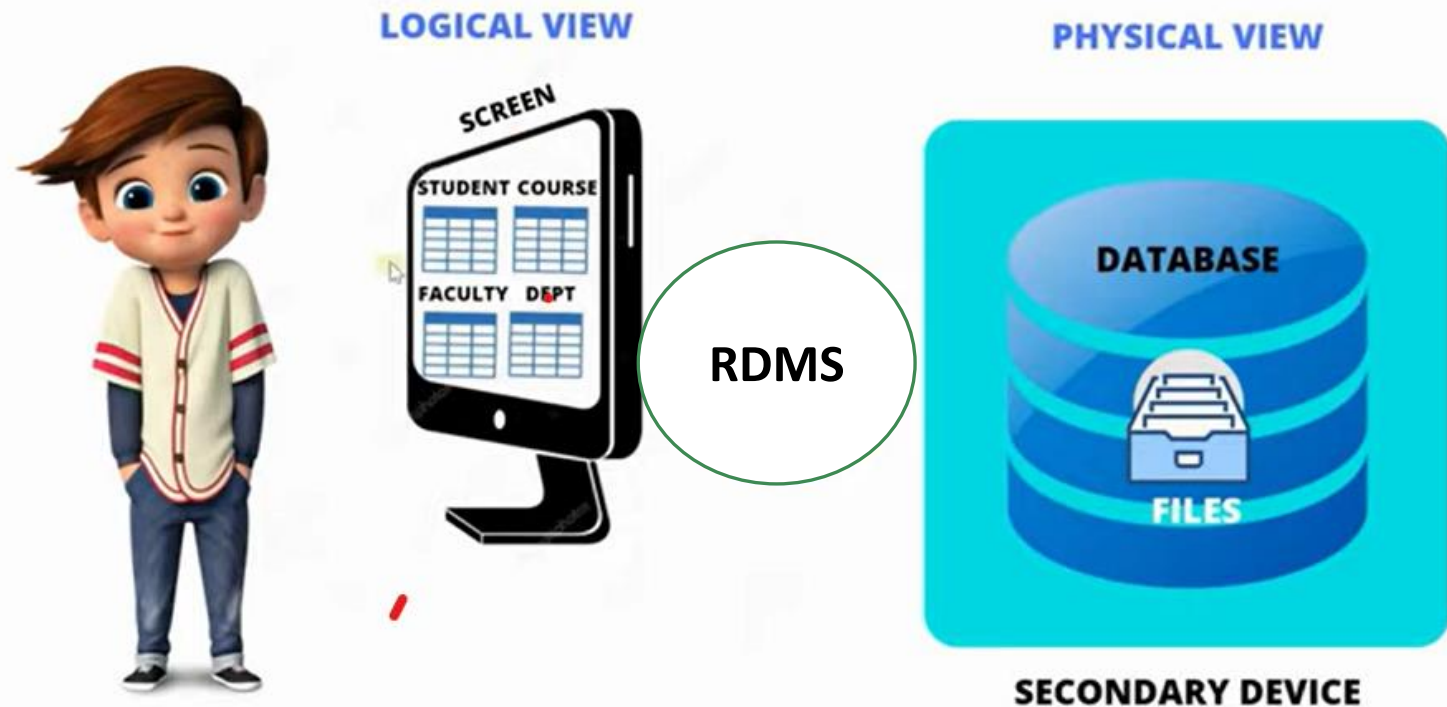 LOGICAL VIEW
PHYSICAL VIEW
SCREEN
STUDENT COURSE
FACULTY DEPT
RDMS
DATABASE
FILES
SECONDARY DEVICE